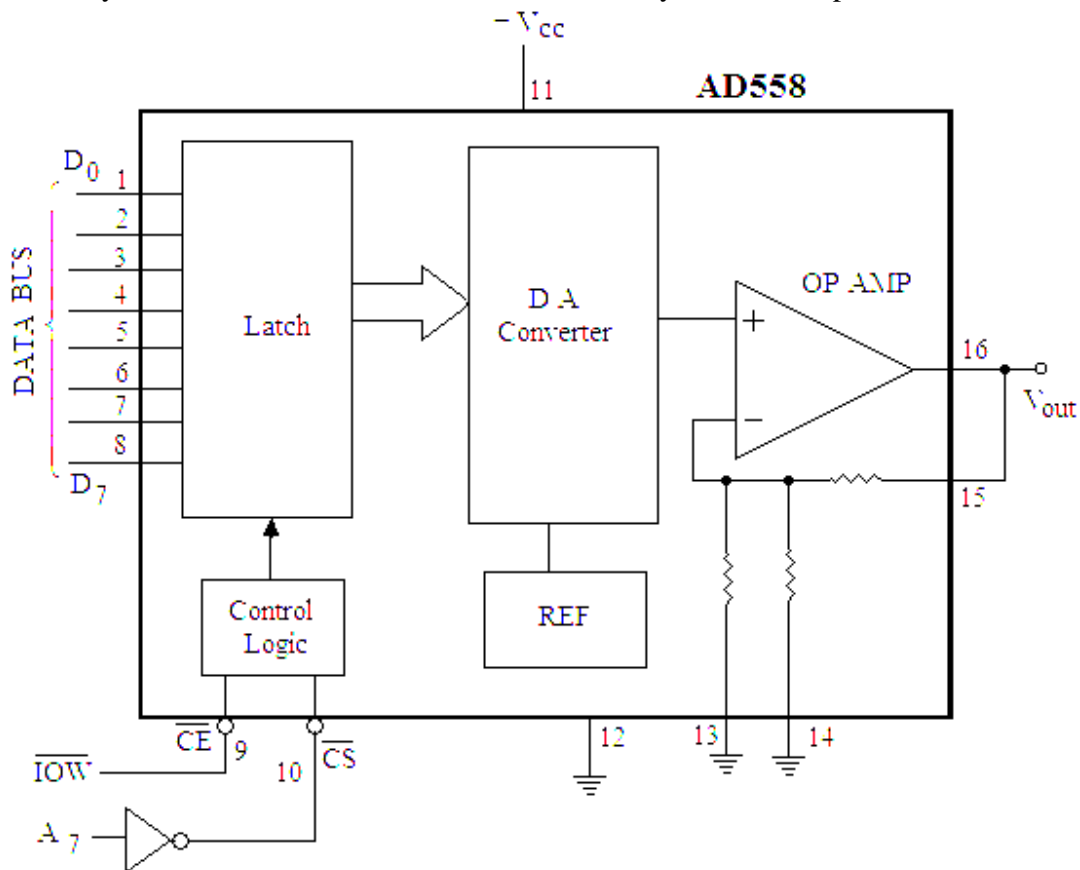 – Vcc
11
AD558
D0
1
2
3
4
5
6
7
8
D7
DATA BUS
Latch
D A
Converter
OP AMP
+
–
16
Vout
15
Control
Logic
REF
CE
9
10
CS
12
13
14
IOW
A7